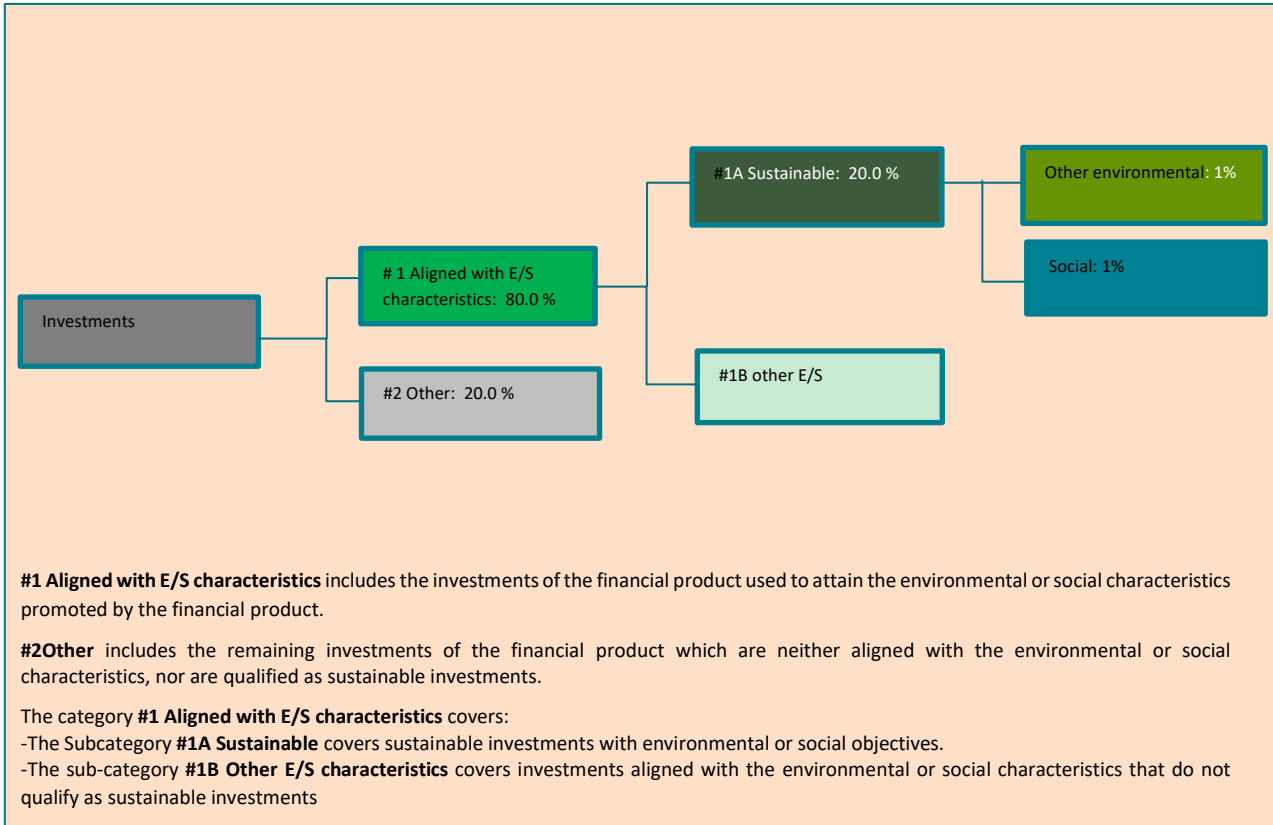 #1A Sustainable: 20.0 %
Other environmental: 1%
# 1 Aligned with E/S
characteristics: 80.0 %
Social: 1%
Investments
#2 Other: 20.0 %
#1B other E/S
#1 Aligned with E/S characteristics includes the investments of the financial product used to attain the environmental or social characteristics
promoted by the financial product.
#2Other includes the remaining investments of the financial product which are neither aligned with the environmental or social
characteristics, nor are qualified as sustainable investments.
The category #1 Aligned with E/S characteristics covers:
-The Subcategory #1A Sustainable covers sustainable investments with environmental or social objectives.
-The sub-category #1B Other E/S characteristics covers investments aligned with the environmental or social characteristics that do not
qualify as sustainable investments